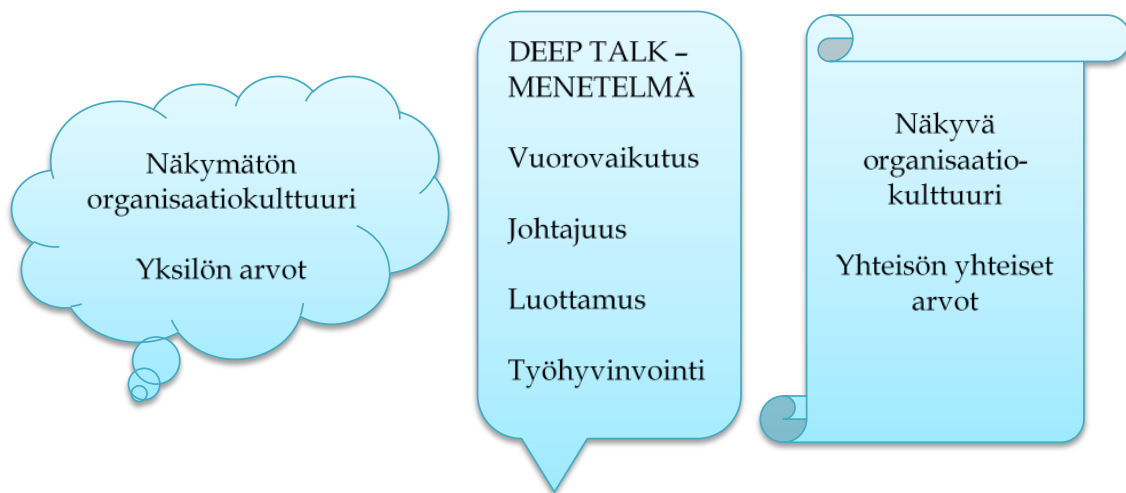 Näkymätön
organisaatiokulttuuri
Yksilön arvot
DEEP TALK –
MENETELMÄ
Vuorovaikutus
Johtajuus
Luottamus
Työhyvinvointi
Näkyvä
organisaatio-
kulttuuri
Yhteisön yhteiset
arvot